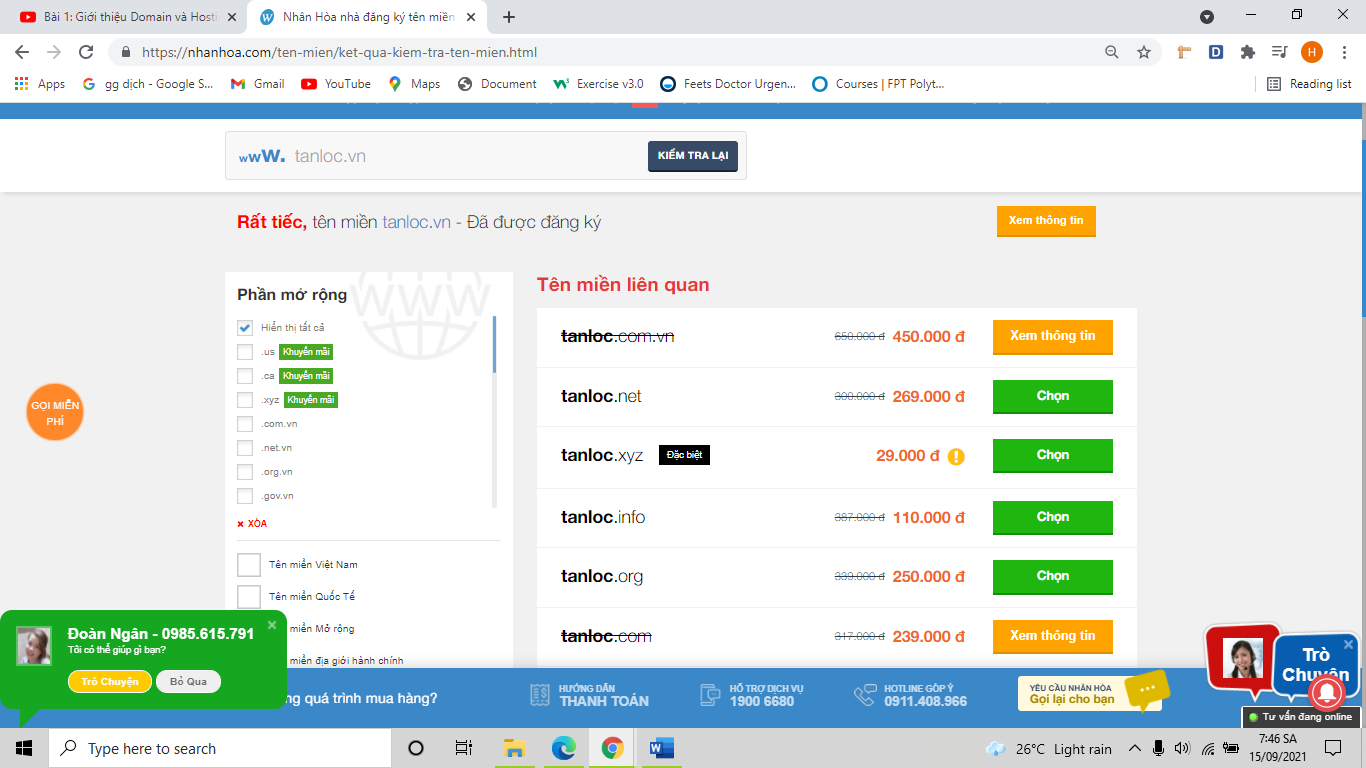 Bài 1: Giới thiệu Domain và Hosti
Nhân Hòa nhà đăng ký tên miền
https://nhanhoa.com/ten-mien/ket-qua-kiem-tra-ten-mien.html
H
Apps
gg dịch - Google S...
Gmail
YouTube
Maps
Document
Exercise v3.0
Feets Doctor Urgen...
Courses | FPT Polyt...
Reading list
wwW. tanloc.vn
KIỂM TRA LẠI
Rất tiếc, tên miền tanloc.vn - Đã được đăng ký
Xem thông tin
Phần mở rộng
WWW
Hiển thị tất cả
.us Khuyến mãi
.ca Khuyến mãi
.xyz Khuyến mãi
.com.vn
.net.vn
.org.vn
.gov.vn
× XÓA
Tên miền Việt Nam
Tên miền Quốc Tế
n miền Mở rộng
n miền địa giới hành chính
Tên miền liên quan
tanloc.com.vn 650.000 đ 450.000 đ Xem thông tin
tanloc.net 300.000 đ 269.000 đ Chọn
tanloc.xyz Đặc biệt 29.000 đ Chọn
tanloc.info 387.000 đ 110.000 đ Chọn
tanloc.org 339.000 đ 250.000 đ Chọn
tanloc.com 317.000 đ 239.000 đ Xem thông tin
GỌI MIỄN
PHÍ
Đoàn Ngân - 0985.615.791
Tôi có thể giúp gì bạn?
Trò Chuyện
Bỏ Qua
ng quá trình mua hàng?
HƯỚNG DẪN
THANH TOÁN
HỖ TRỢ DỊCH VỤ
1900 6680
HOTLINE GÓP Ý
0911.408.966
YÊU CẦU NHÂN HÒA
Gọi lại cho bạn
Trò
Chuyện
Tư vấn đang online
Type here to search
26°C Light rain
7:46 SA
15/09/2021